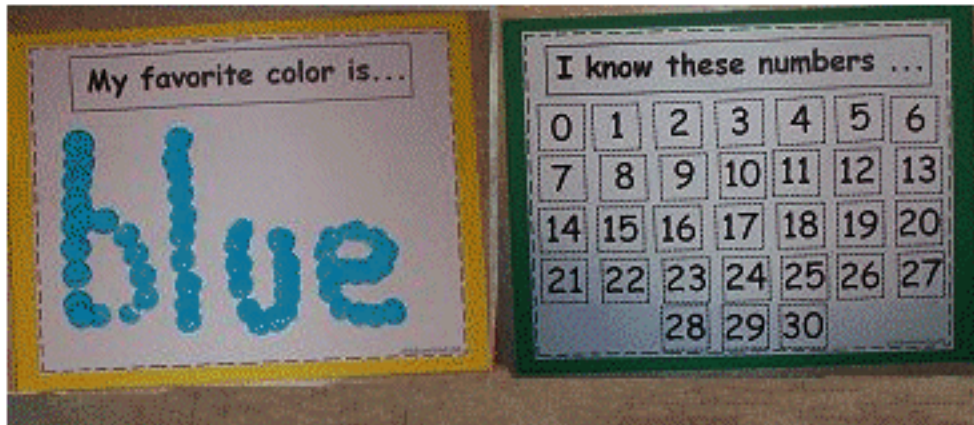 My favorite color is...
blue
I know these numbers ...
0 1 2 3 4 5 6
7 8 9 10 11 12 13
14 15 16 17 18 19 20
21 22 23 24 25 26 27
28 29 30